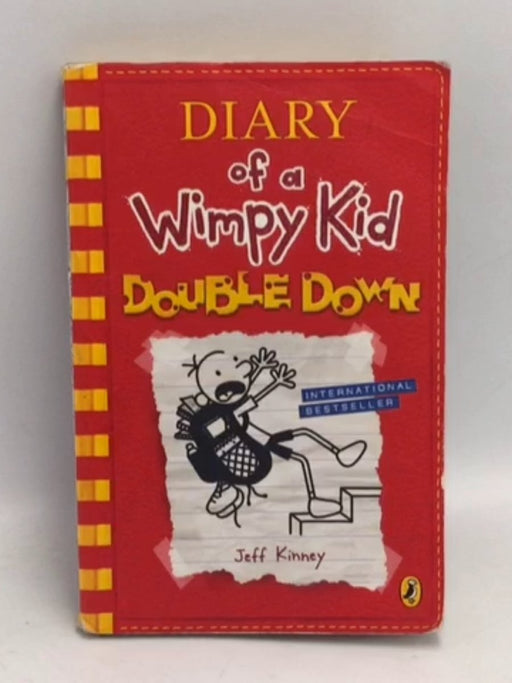 DIARY
of a
Wimpy Kid
DOUBLE DOWN
INTERNATIONAL
BESTSELLER
Jeff Kinney